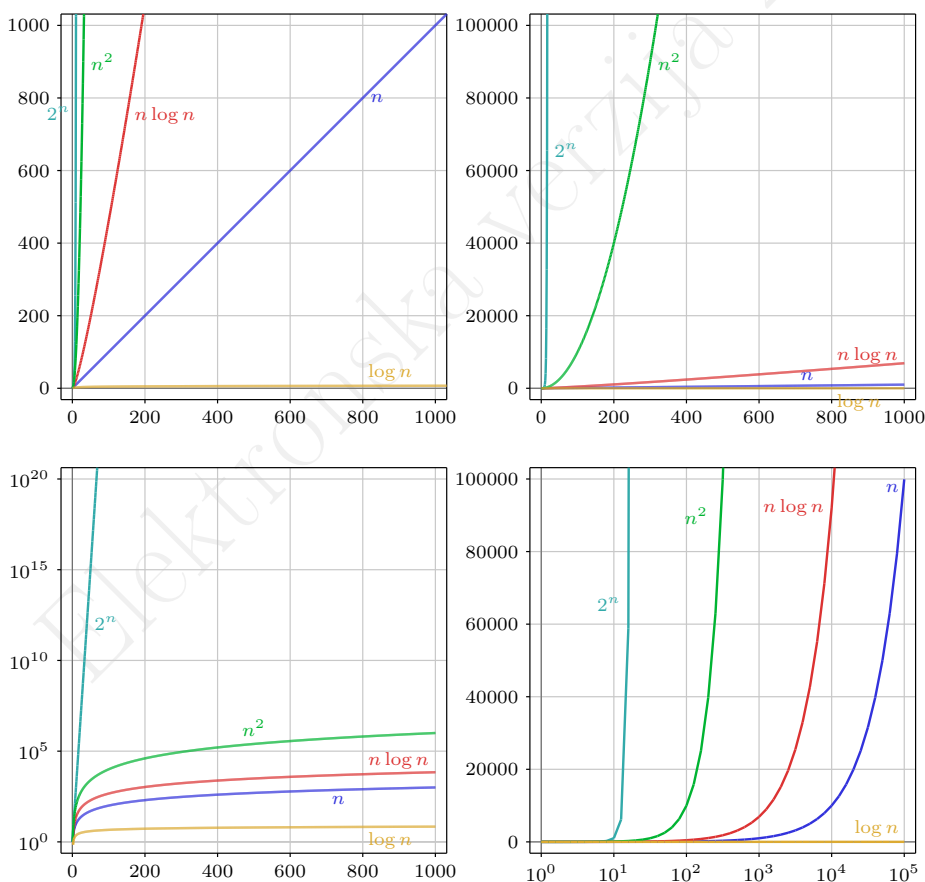 1000
800
600
400
200
0
0 200 400 600 800 1000
2ⁿ
n²
n log n
n
log n
100000
80000
60000
40000
20000
0
0 200 400 600 800 1000
n²
2ⁿ
n log n
n
log n
10²⁰
10¹⁵
10¹⁰
10⁵
10⁰
0 200 400 600 800 1000
2ⁿ
n²
n log n
n
log n
100000
80000
60000
40000
20000
0
10⁰ 10¹ 10² 10³ 10⁴ 10⁵
n
n log n
n²
2ⁿ
log n
Elektronska verzija